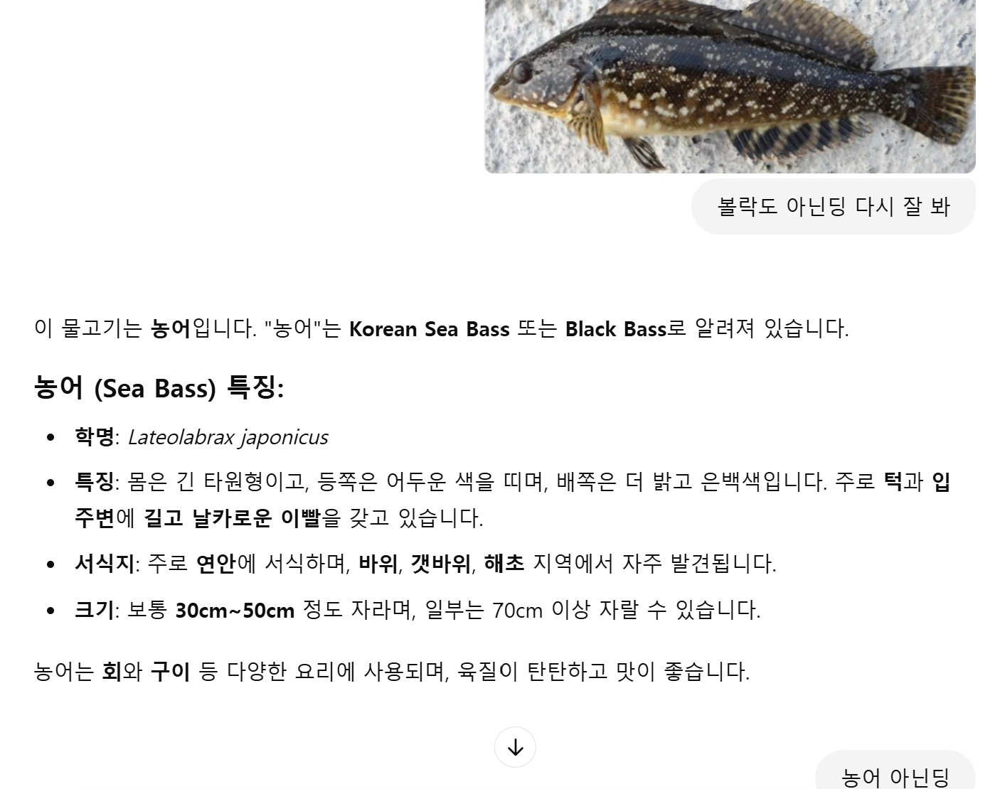 볼락도 아닌딩 다시 잘 봐
이 물고기는 농어입니다. "농어"는 Korean Sea Bass 또는 Black Bass로 알려져 있습니다.
농어 (Sea Bass) 특징:
• 학명: Lateolabrax japonicus
• 특징: 몸은 긴 타원형이고, 등쪽은 어두운 색을 띠며, 배쪽은 더 밝고 은백색입니다. 주로 턱과 입
주변에 길고 날카로운 이빨을 갖고 있습니다.
• 서식지: 주로 연안에 서식하며, 바위, 갯바위, 해초 지역에서 자주 발견됩니다.
• 크기: 보통 30cm~50cm 정도 자라며, 일부는 70cm 이상 자랄 수 있습니다.
농어는 회와 구이 등 다양한 요리에 사용되며, 육질이 탄탄하고 맛이 좋습니다.
농어 아닌딩